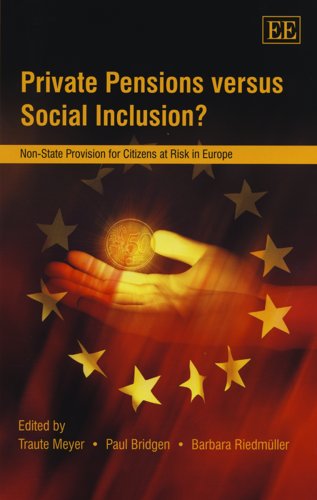 EE
Private Pensions versus
Social Inclusion?
Non-State Provision for Citizens at Risk in Europe
50
Edited by
Traute Meyer • Paul Bridgen • Barbara Riedmüller